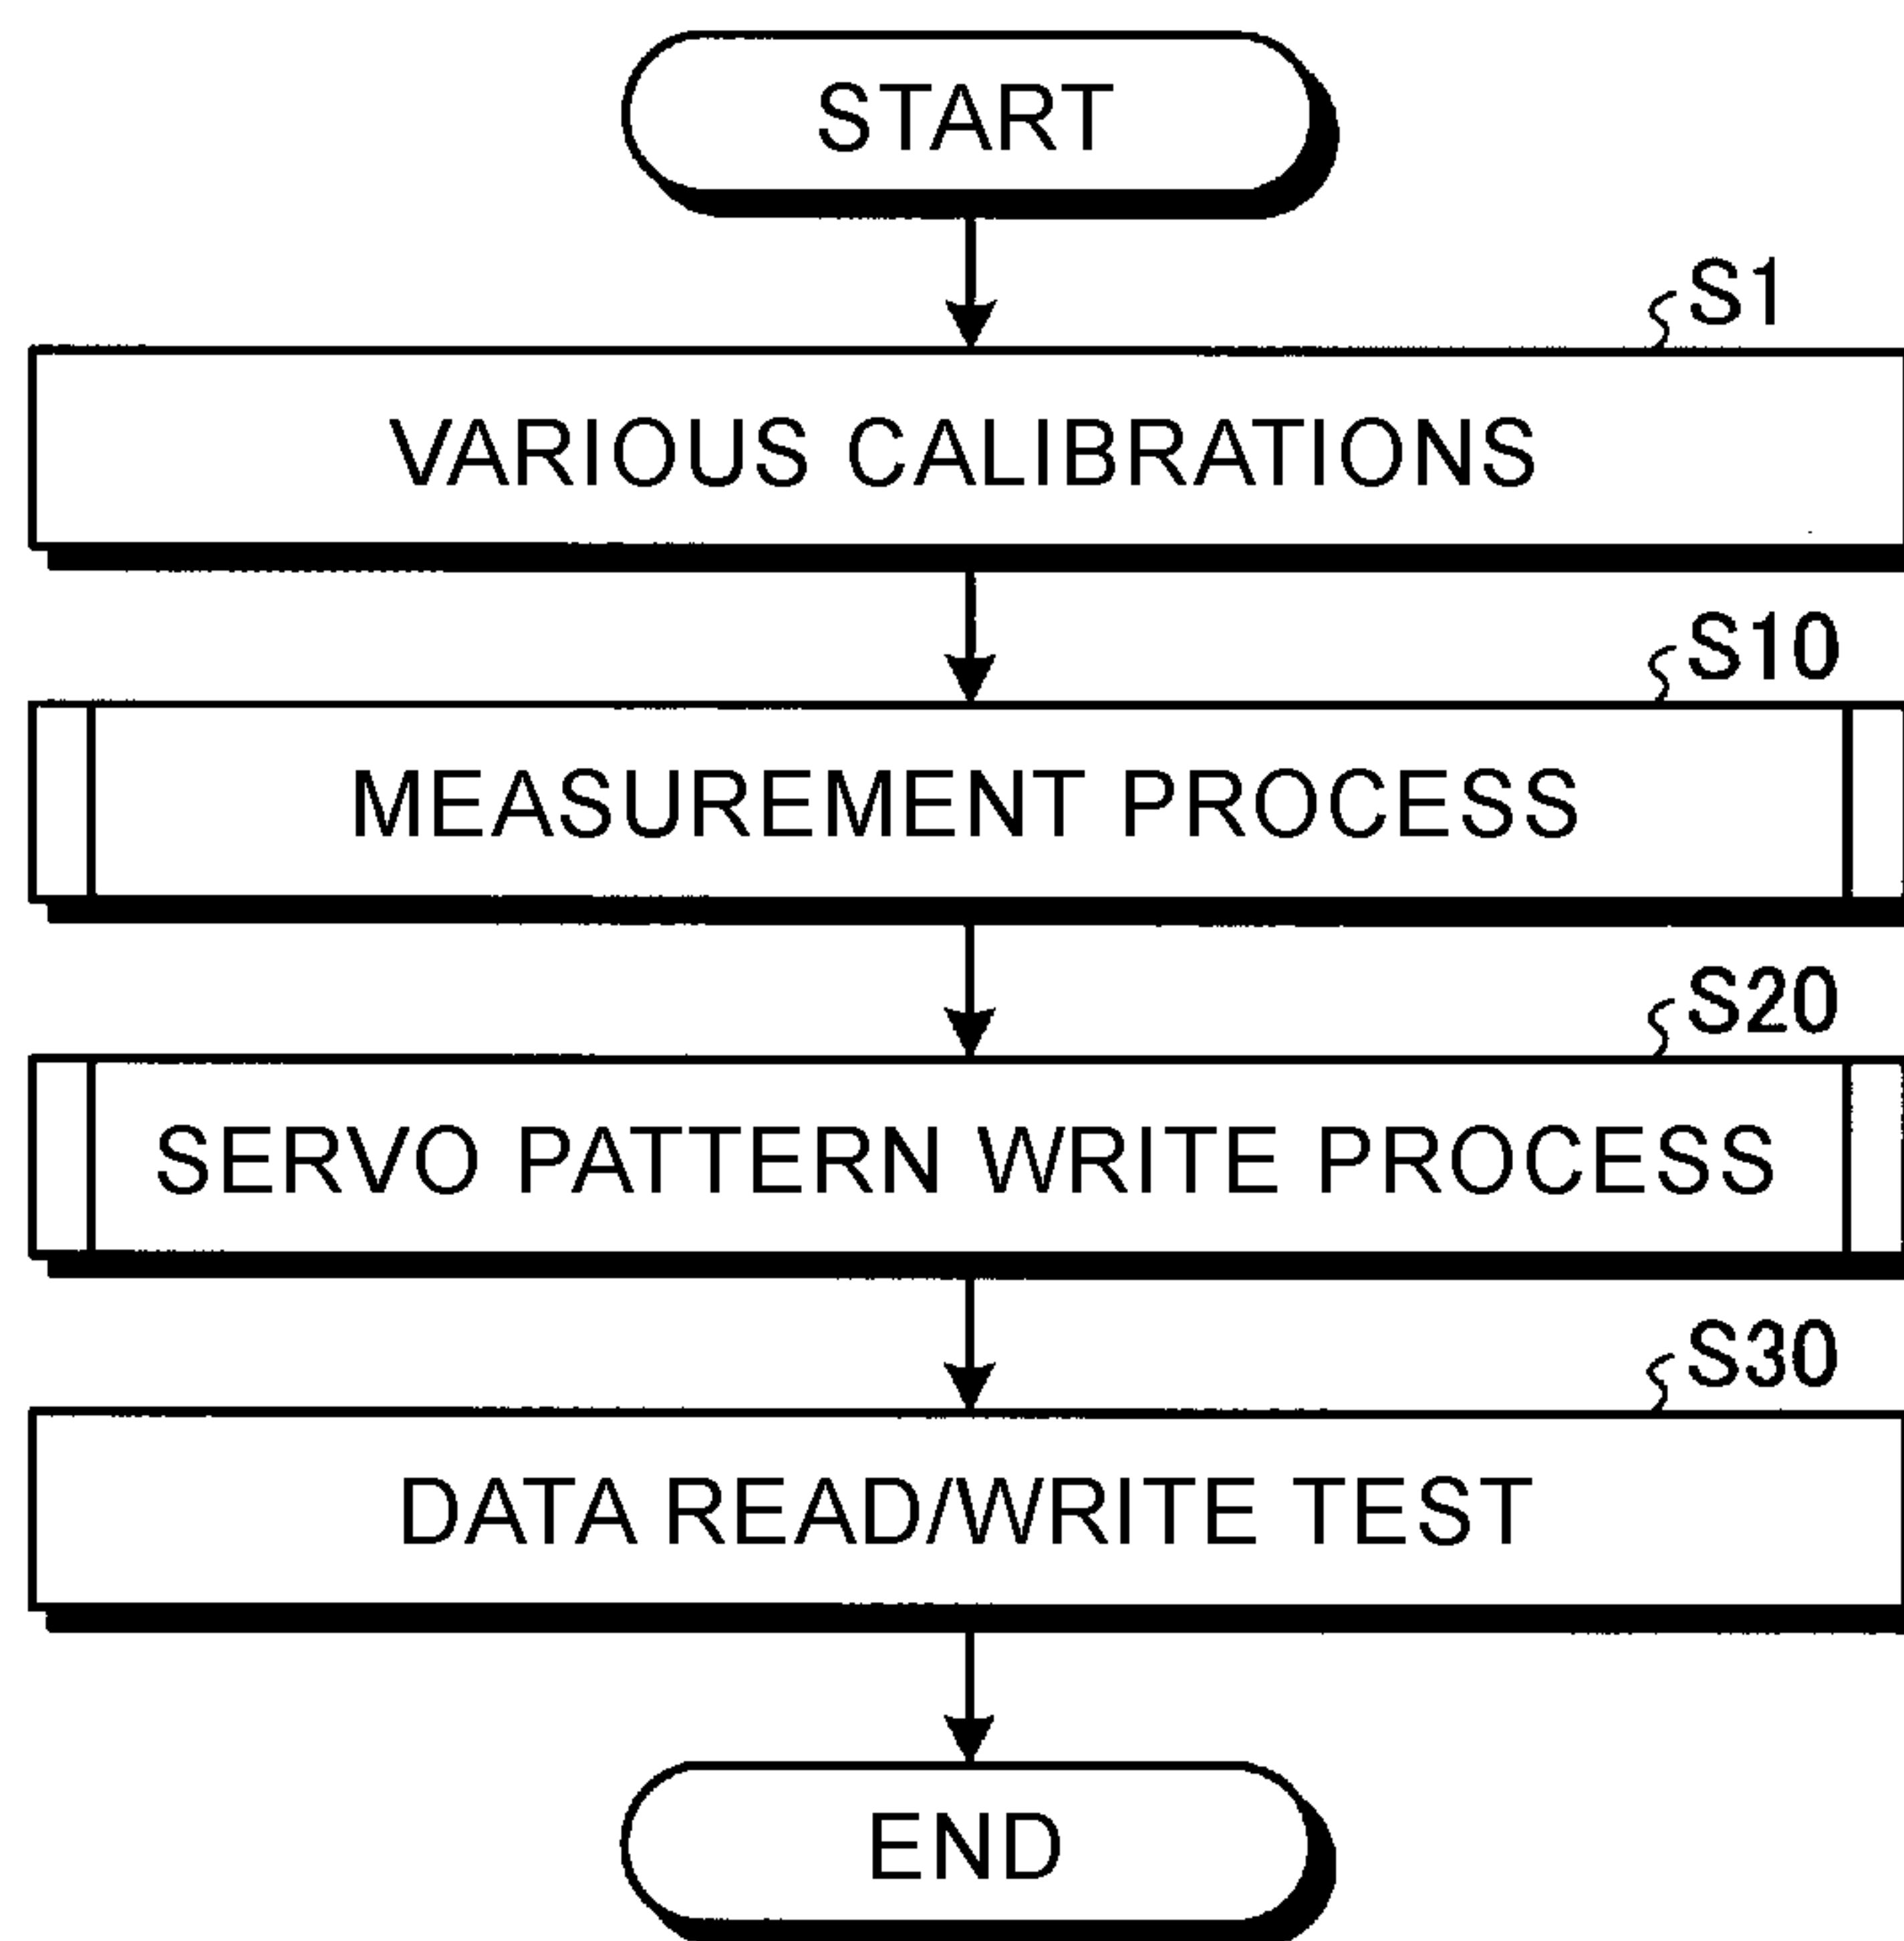 START
S1
VARIOUS CALIBRATIONS
S10
MEASUREMENT PROCESS
S20
SERVO PATTERN WRITE PROCESS
S30
DATA READ/WRITE TEST
END